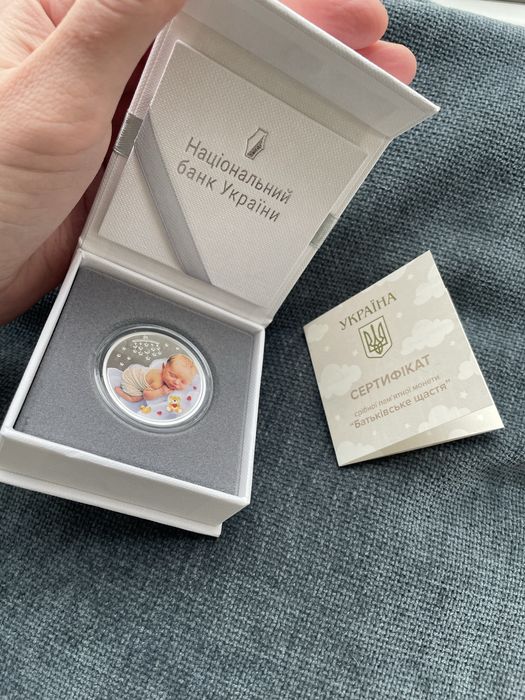 Національний
банк України
УКРАЇНА
СЕРТИФІКАТ
срібної пам'ятної монети
"Батьківське щастя"